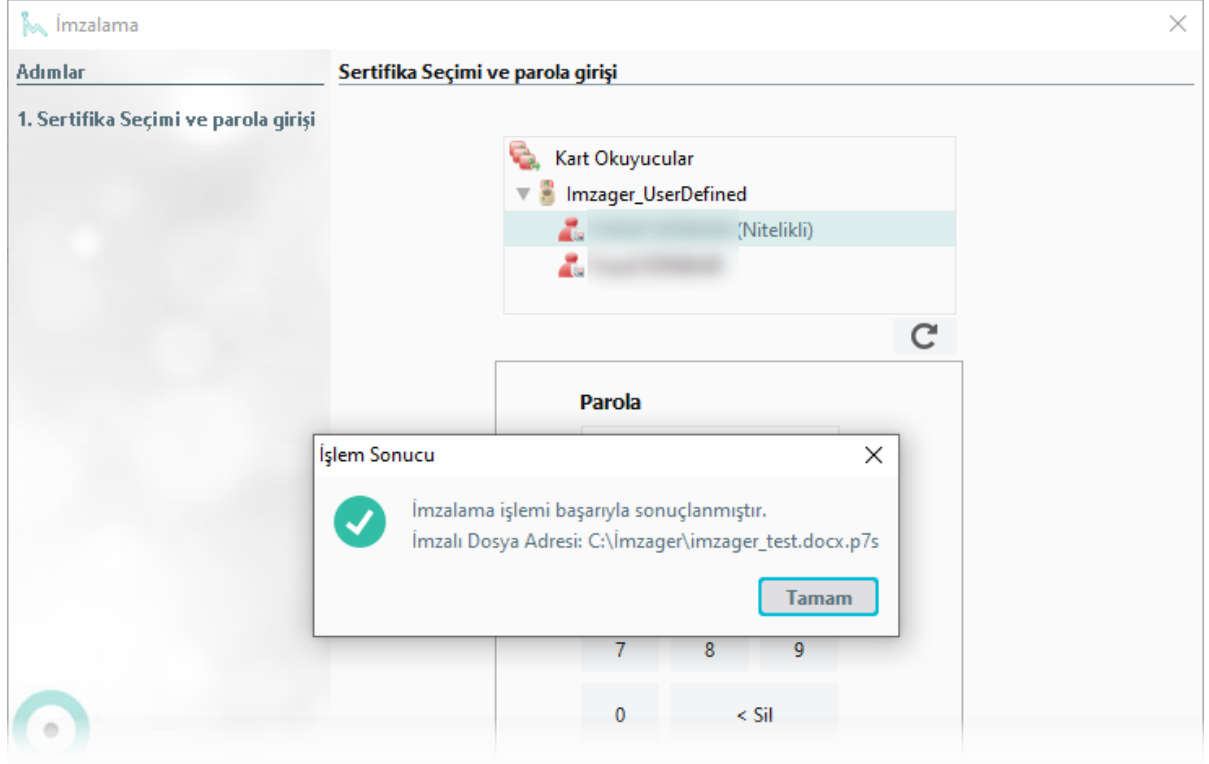 İmzalama
Adımlar
Sertifika Seçimi ve parola girişi
1. Sertifika Seçimi ve parola girişi
Kart Okuyucular
Imzager_UserDefined
(Nitelikli)
Parola
İşlem Sonucu
İmzalama işlemi başarıyla sonuçlanmıştır.
İmzalı Dosya Adresi: C:\İmzager\imzager_test.docx.p7s
Tamam
7 8 9
0 < Sil